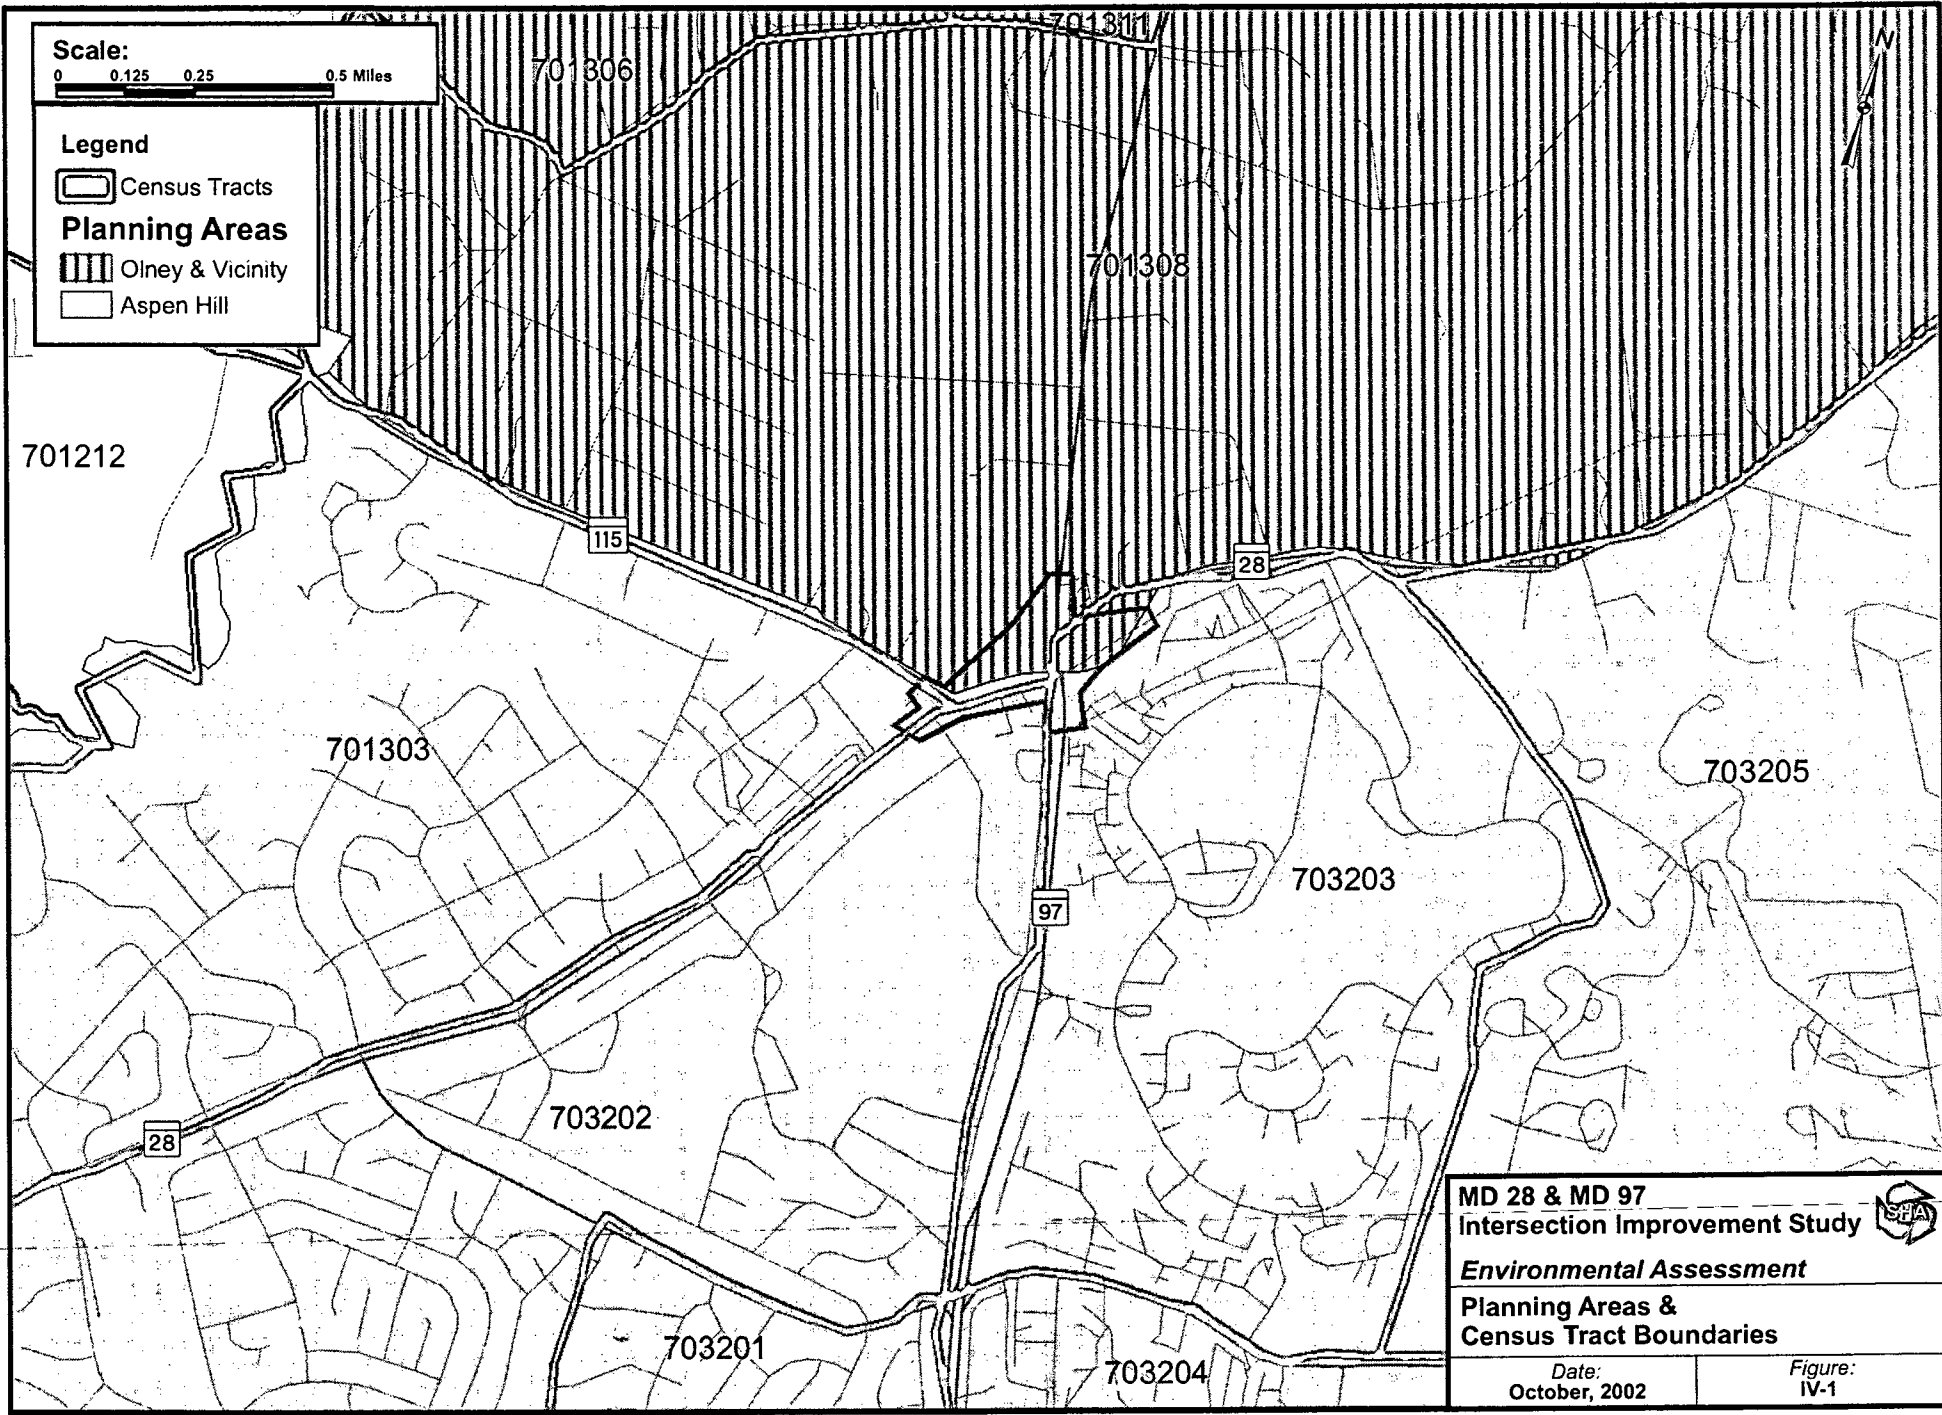 Scale:
0 0.125 0.25 0.5 Miles
Legend
Census Tracts
Planning Areas
Olney & Vicinity
Aspen Hill
701306
701311
N
701308
701212
115
28
701303
703205
703203
97
703202
28
703201
703204
MD 28 & MD 97
Intersection Improvement Study
SHA
Environmental Assessment
Planning Areas &
Census Tract Boundaries
Date:
October, 2002
Figure:
IV-1